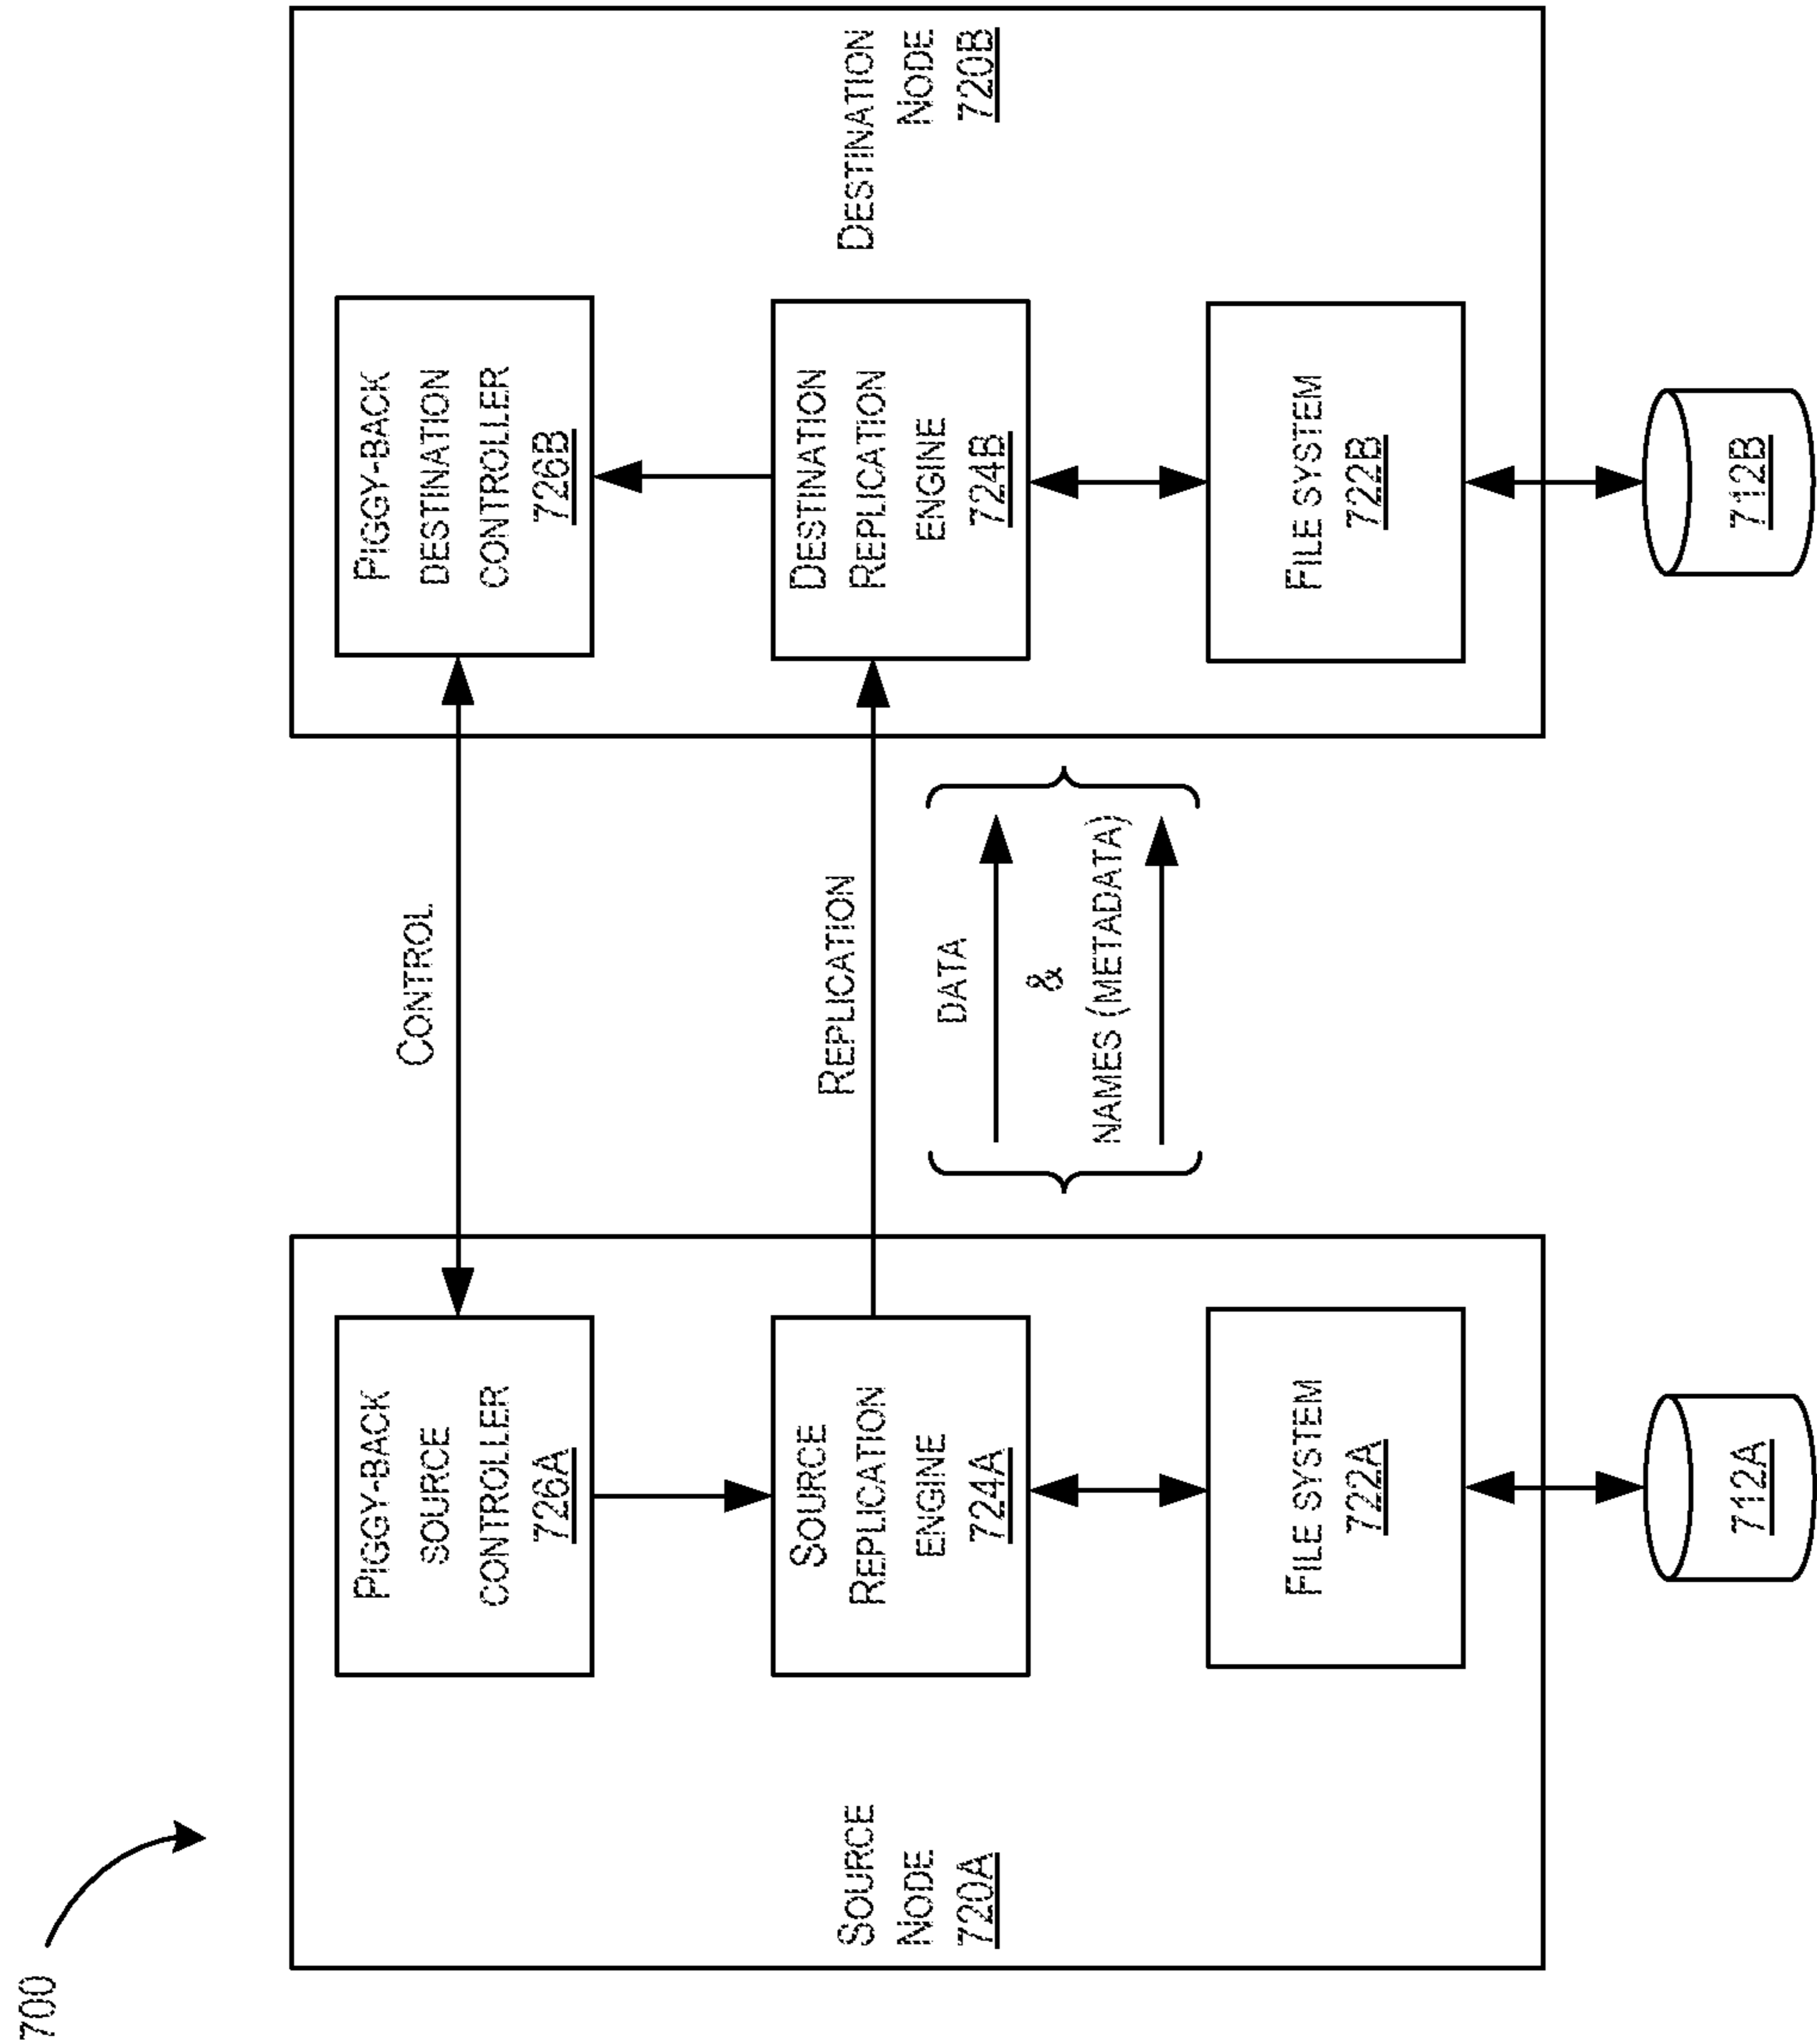 700
SOURCE
NODE
720A
PIGGY-BACK
SOURCE
CONTROLLER
726A
SOURCE
REPLICATION
ENGINE
724A
FILE SYSTEM
722A
712A
CONTROL
REPLICATION
DATA
&
NAMES (METADATA)
PIGGY-BACK
DESTINATION
CONTROLLER
726B
DESTINATION
REPLICATION
ENGINE
724B
FILE SYSTEM
722B
712B
DESTINATION
NODE
720B